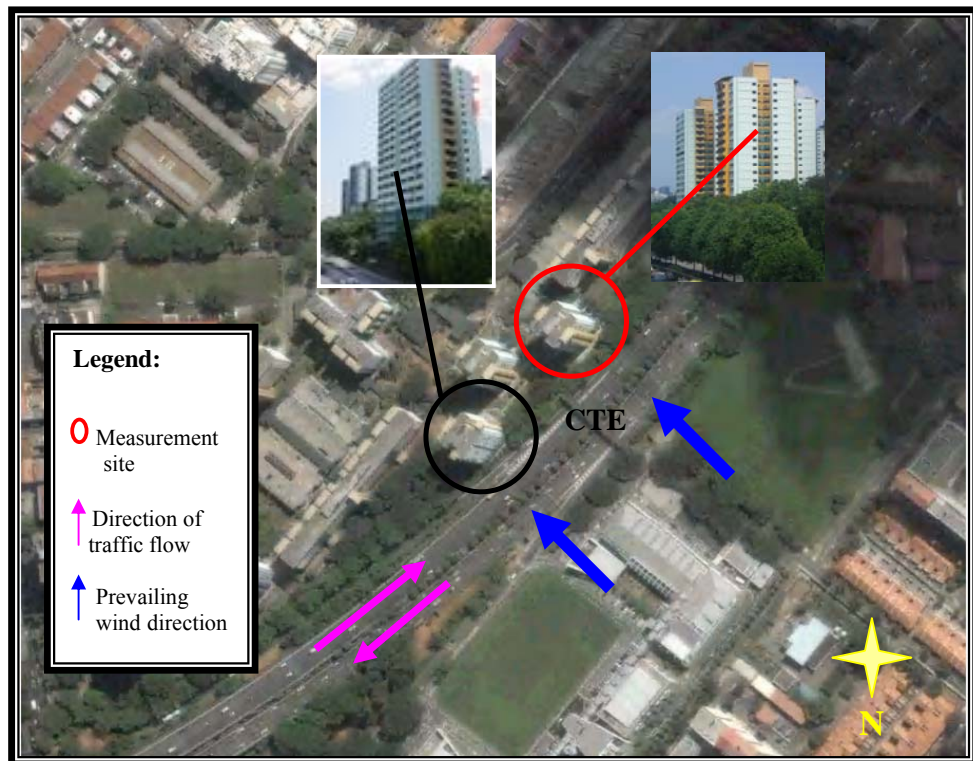 Legend:
Measurement
site
Direction of
traffic flow
Prevailing
wind direction
CTE
N